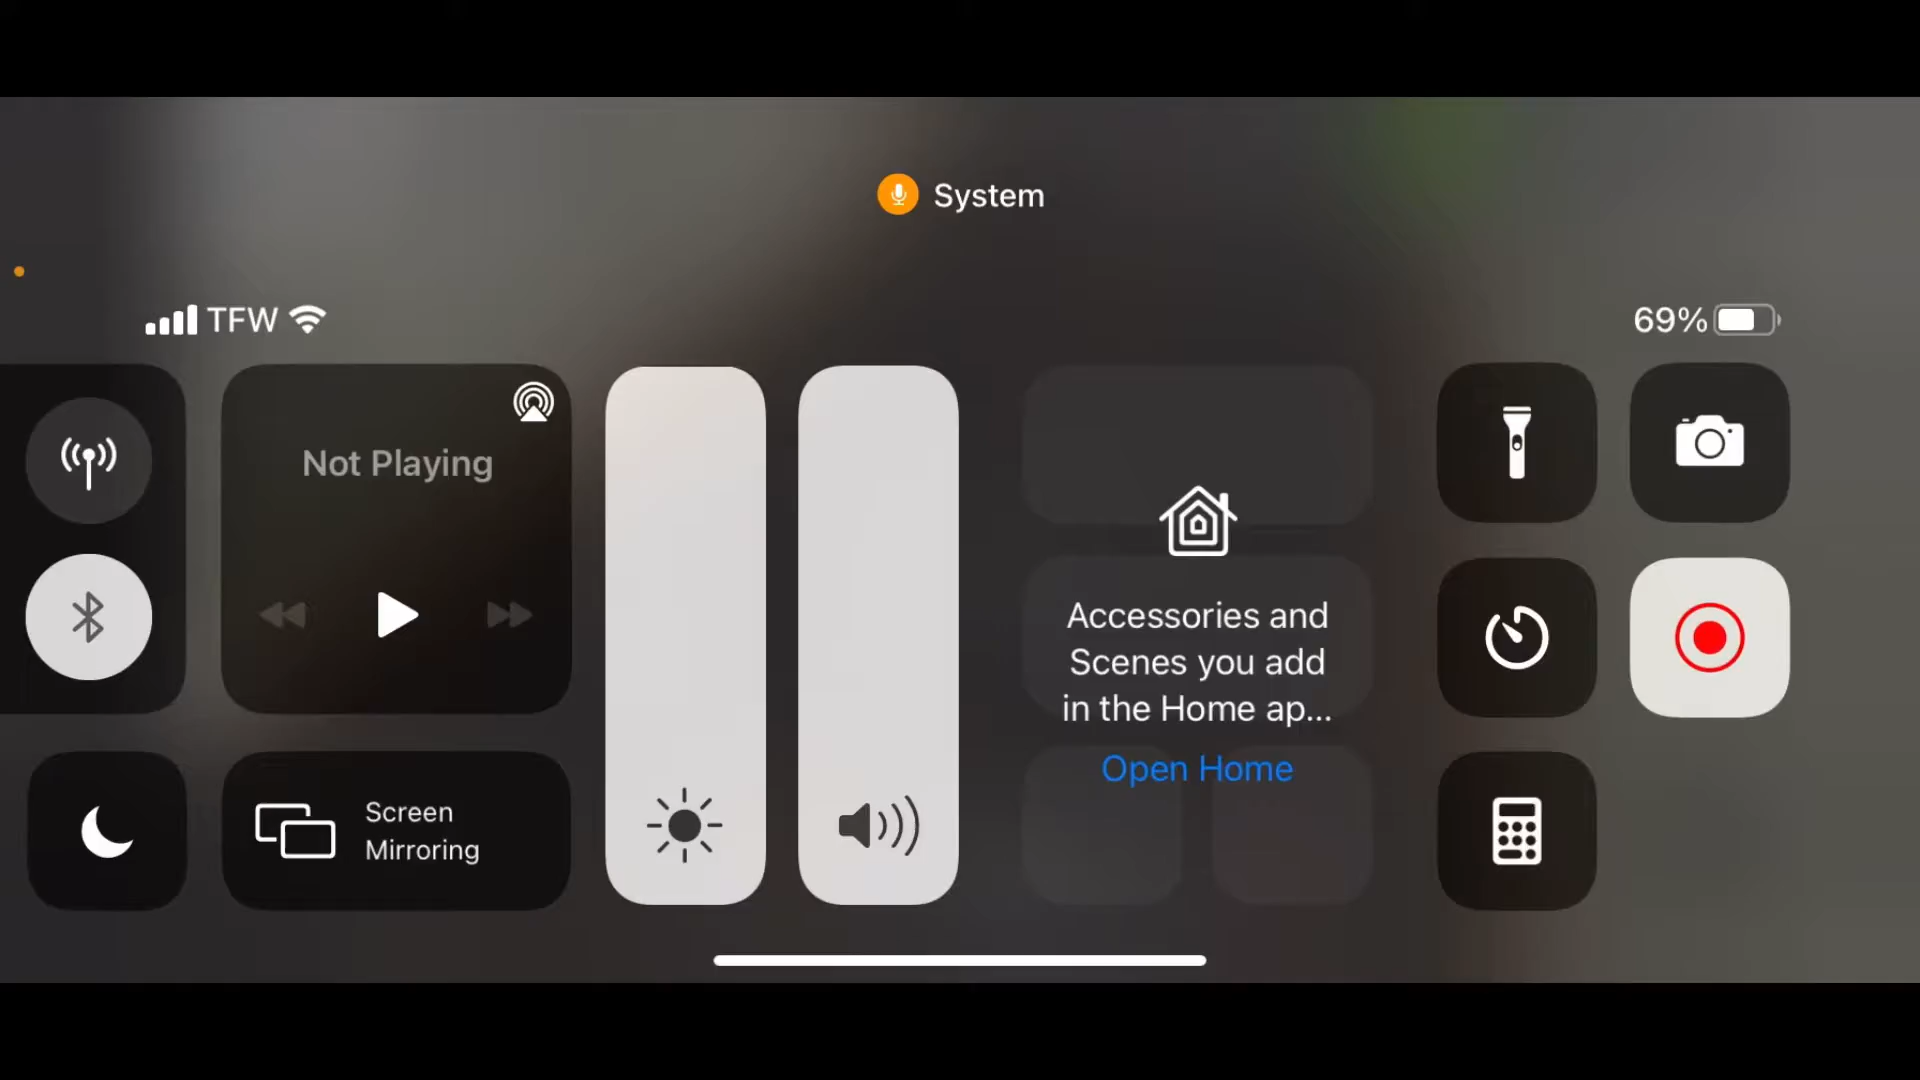 System
TFW
69%
Not Playing
Accessories and
Scenes you add
in the Home ap...
Open Home
Screen
Mirroring